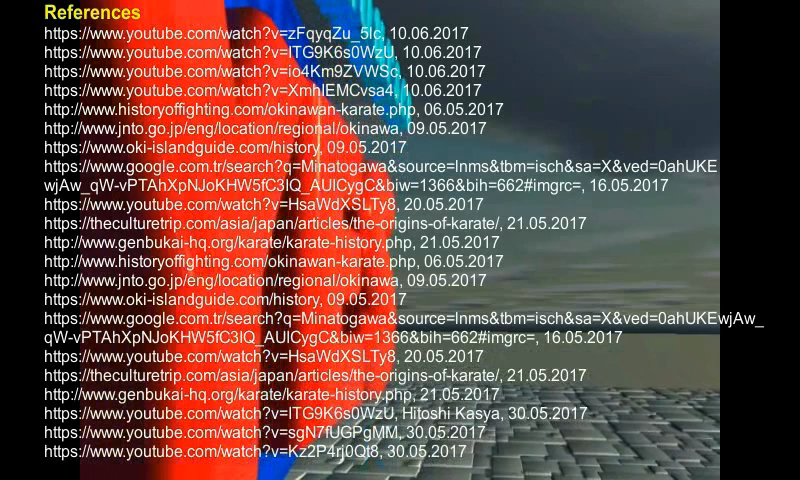 References
https://www.youtube.com/watch?v=zFqyqZu_5lc, 10.06.2017
https://www.youtube.com/watch?v=ITG9K6s0WzU, 10.06.2017
https://www.youtube.com/watch?v=io4Km9ZVWSc, 10.06.2017
https://www.youtube.com/watch?v=XmhIEMCvsa4, 10.06.2017
http://www.historyoffighting.com/okinawan-karate.php, 06.05.2017
http://www.jnto.go.jp/eng/location/regional/okinawa, 09.05.2017
https://www.oki-islandguide.com/history, 09.05.2017
https://www.google.com.tr/search?q=Minatogawa&source=lnms&tbm=isch&sa=X&ved=0ahUKE
wjAw_qW-vPTAhXpNJoKHW5fC3IQ_AUICygC&biw=1366&bih=662#imgrc=, 16.05.2017
https://www.youtube.com/watch?v=HsaWdXSLTy8, 20.05.2017
https://theculturetrip.com/asia/japan/articles/the-origins-of-karate/, 21.05.2017
http://www.genbukai-hq.org/karate/karate-history.php, 21.05.2017
http://www.historyoffighting.com/okinawan-karate.php, 06.05.2017
http://www.jnto.go.jp/eng/location/regional/okinawa, 09.05.2017
https://www.oki-islandguide.com/history, 09.05.2017
https://www.google.com.tr/search?q=Minatogawa&source=lnms&tbm=isch&sa=X&ved=0ahUKEwjAw_
qW-vPTAhXpNJoKHW5fC3IQ_AUICygC&biw=1366&bih=662#imgrc=, 16.05.2017
https://www.youtube.com/watch?v=HsaWdXSLTy8, 20.05.2017
https://theculturetrip.com/asia/japan/articles/the-origins-of-karate/, 21.05.2017
http://www.genbukai-hq.org/karate/karate-history.php, 21.05.2017
https://www.youtube.com/watch?v=ITG9K6s0WzU, Hitoshi Kasya, 30.05.2017
https://www.youtube.com/watch?v=sgN7fUGPgMM, 30.05.2017
https://www.youtube.com/watch?v=Kz2P4rj0Qt8, 30.05.2017